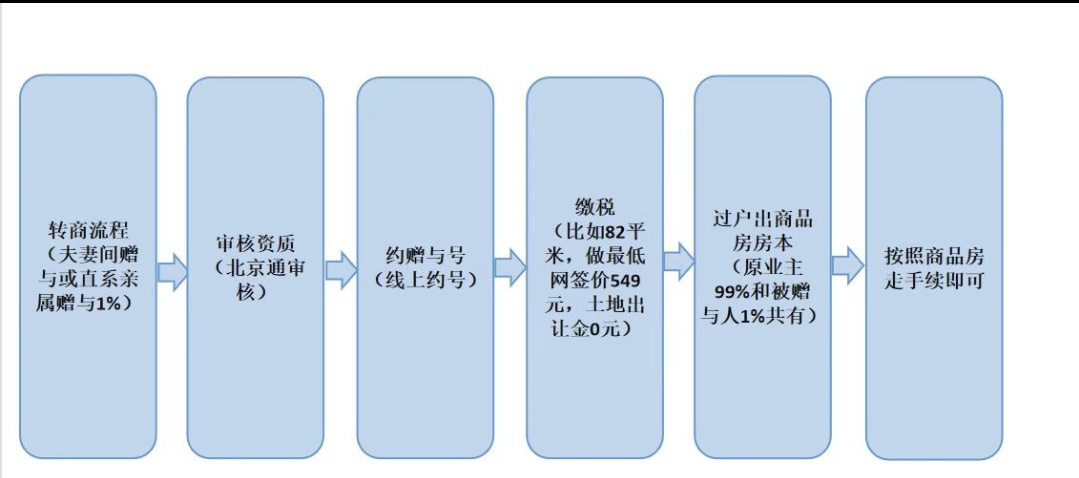 转商流程
（夫妻间赠
与或直系亲
属赠与1%）
审核资质
（北京通审
核）
约赠与号
（线上约号）
缴税
（比如82平
米，做最低
网签价549
元，土地出
让金0元）
过户出商品
房房本
（原业主
99%和被赠
与人1%共有）
按照商品房
走手续即可